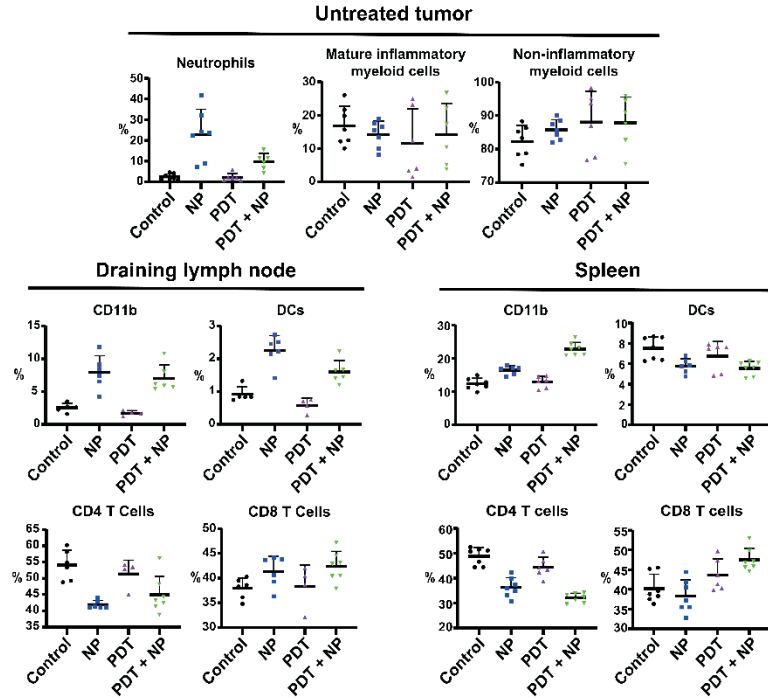 Untreated tumor
Neutrophils
Mature inflammatory
myeloid cells
Non-inflammatory
myeloid cells
%
50
40
30
20
10
0
Control
NP
PDT
PDT + NP
%
30
20
10
0
Control
NP
PDT
PDT + NP
%
100
90
80
70
Control
NP
PDT
PDT + NP
Draining lymph node
CD11b
%
15
10
5
0
Control
NP
PDT
PDT + NP
DCs
%
3
2
1
0
Control
NP
PDT
PDT + NP
CD4 T Cells
%
65
60
55
50
45
40
35
Control
NP
PDT
PDT + NP
CD8 T Cells
%
50
45
40
35
30
Control
NP
PDT
PDT + NP
Spleen
CD11b
%
30
20
10
0
Control
NP
PDT
PDT + NP
DCs
%
10
8
6
4
2
0
Control
NP
PDT
PDT + NP
CD4 T cells
%
60
50
40
30
20
Control
NP
PDT
PDT + NP
CD8 T Cells
%
55
50
45
40
35
30
Control
NP
PDT
PDT + NP